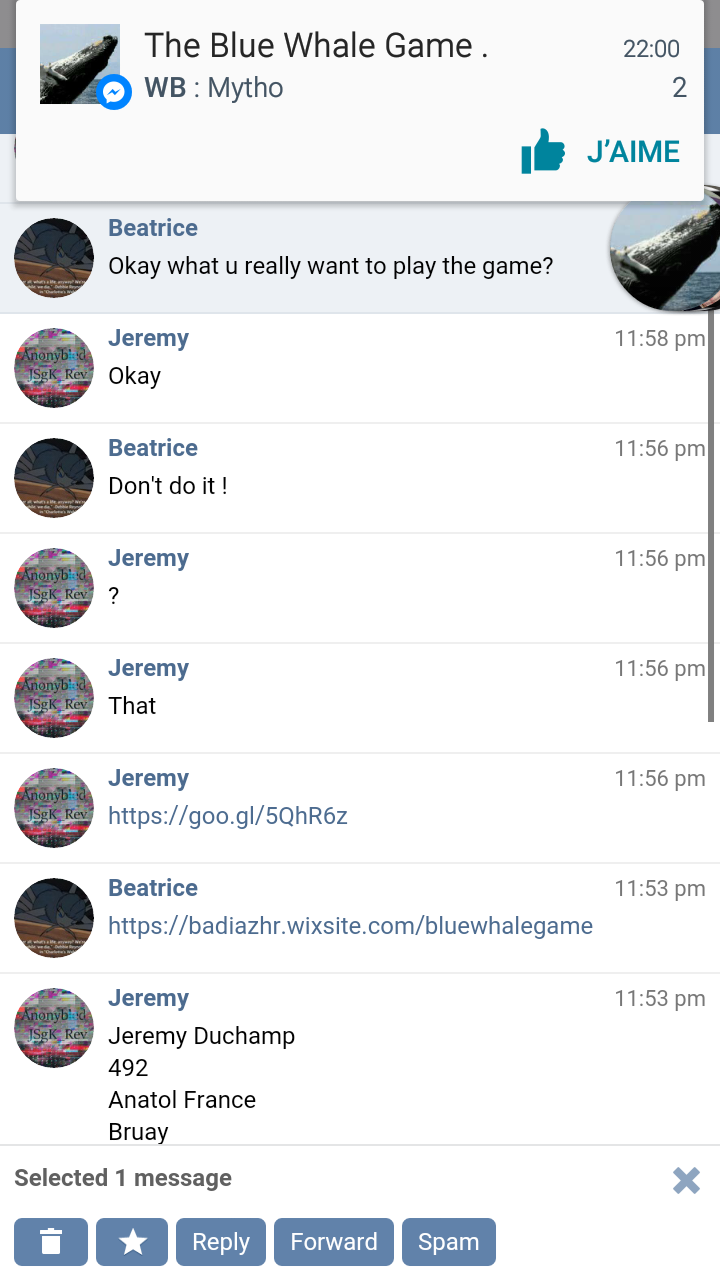 The Blue Whale Game .
22:00
WB : Mytho
2
J'AIME
Beatrice
Okay what u really want to play the game?
Jeremy
11:58 pm
Okay
Beatrice
11:56 pm
Don't do it !
Jeremy
11:56 pm
?
Jeremy
11:56 pm
That
Jeremy
11:56 pm
https://goo.gl/5QhR6z
Beatrice
11:53 pm
https://badiazhr.wixsite.com/bluewhalegame
Jeremy
11:53 pm
Jeremy Duchamp
492
Anatol France
Bruay
Selected 1 message
Reply
Forward
Spam